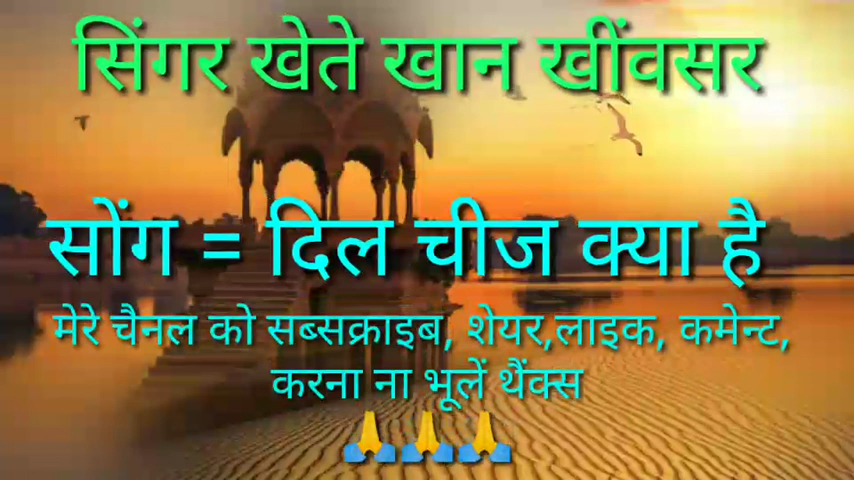 सिंगर खेते खान खींवसर
सोंग = दिल चीज क्या है
मेरे चैनल को सब्सक्राइब, शेयर,लाइक, कमेन्ट,
करना ना भूलें थैंक्स
🙏🙏🙏